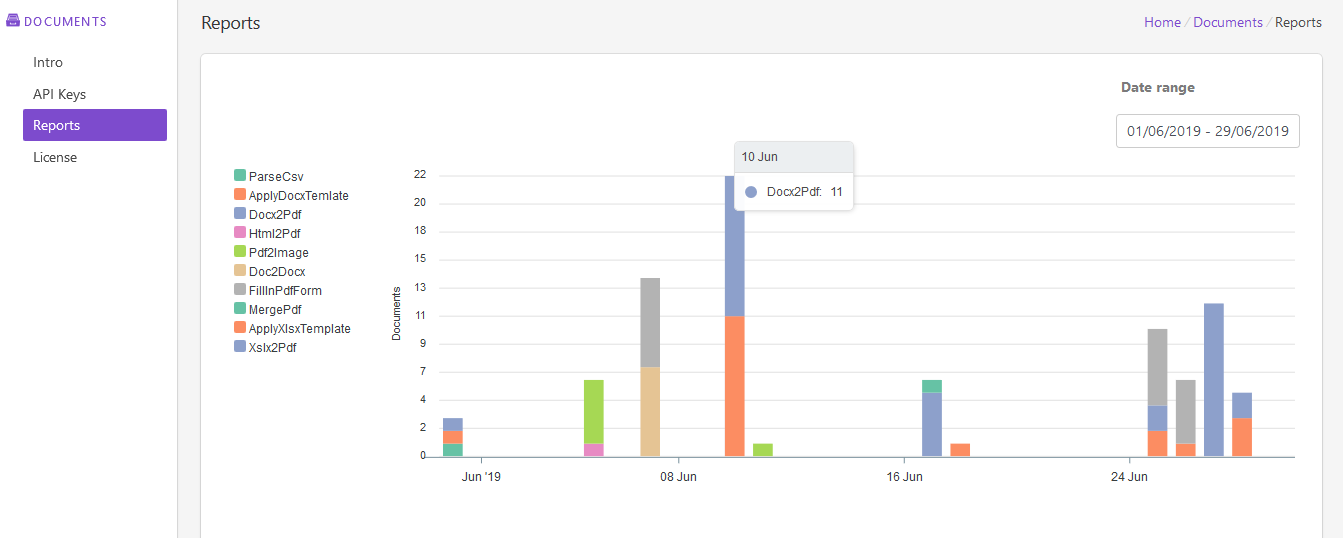 DOCUMENTS
Intro
API Keys
Reports
License
Reports
Home / Documents / Reports
Date range
01/06/2019 - 29/06/2019
ParseCsv
ApplyDocxTemlate
Docx2Pdf
Html2Pdf
Pdf2Image
Doc2Docx
FillInPdfForm
MergePdf
ApplyXlsxTemplate
Xslx2Pdf
Documents
22
20
18
15
13
11
9
7
4
2
0
10 Jun
Docx2Pdf: 11
Jun '19
08 Jun
16 Jun
24 Jun